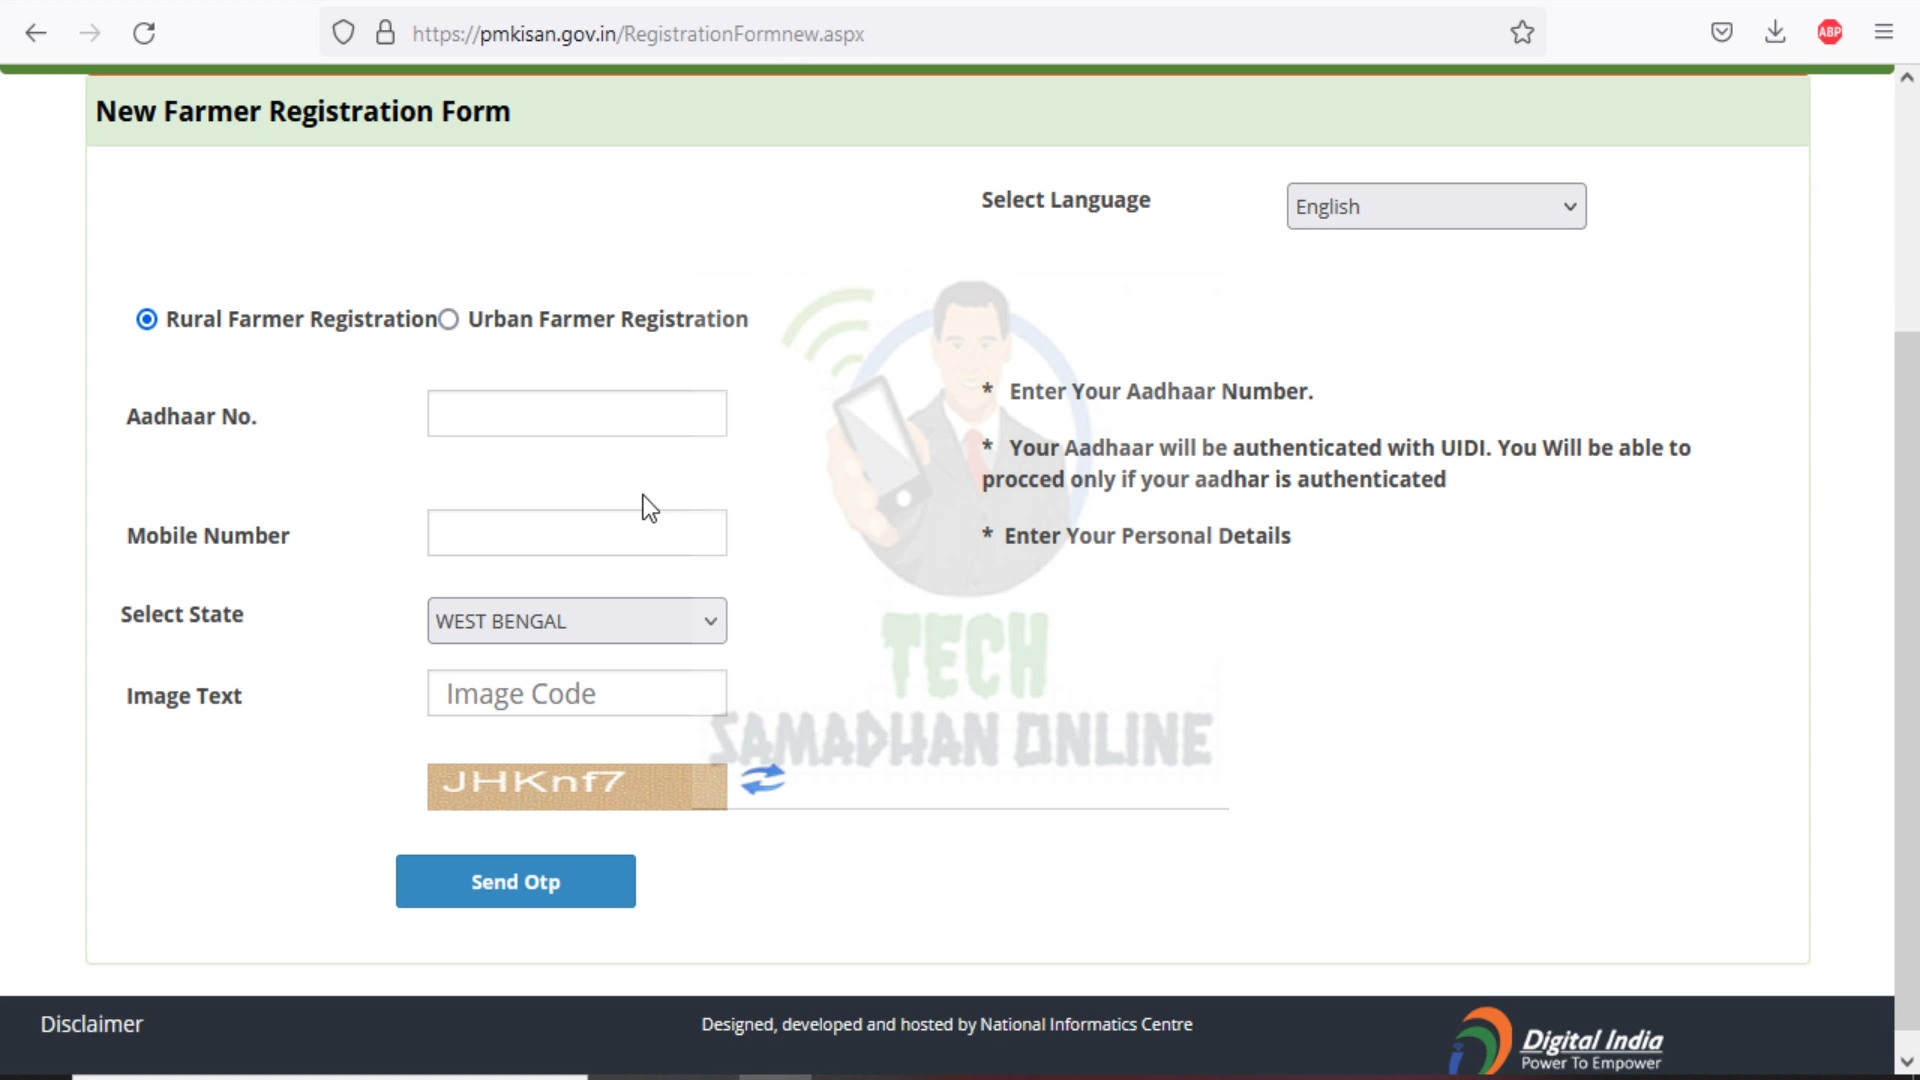 https://pmkisan.gov.in/RegistrationFormnew.aspx
ABP
New Farmer Registration Form
Select Language
English
Rural Farmer Registration Urban Farmer Registration
Aadhaar No.
* Enter Your Aadhaar Number.
* Your Aadhaar will be authenticated with UIDI. You Will be able to
procced only if your aadhar is authenticated
Mobile Number
* Enter Your Personal Details
Select State
WEST BENGAL
TECH
Image Text
Image Code
SAMADHAN ONLINE
JHKnf7
Send Otp
Disclaimer
Designed, developed and hosted by National Informatics Centre
Digital India
Power To Empower